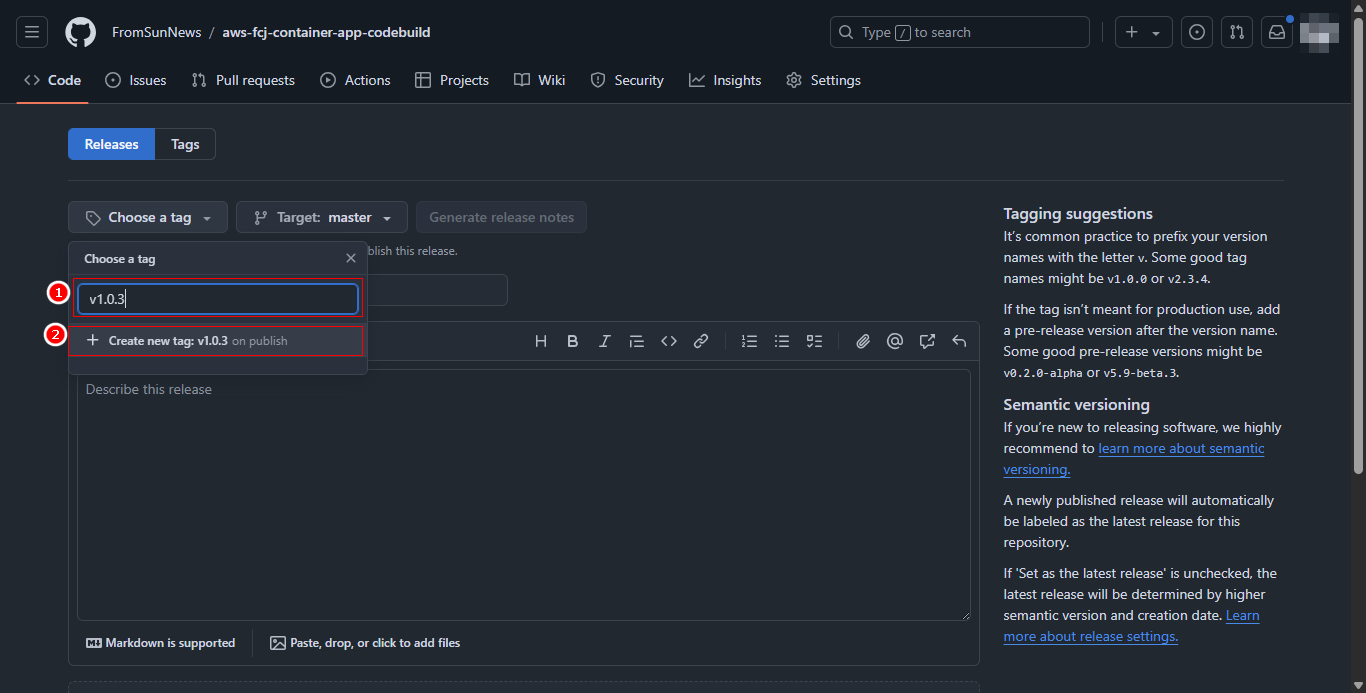 FromSunNews / aws-fcj-container-app-codebuild
Type / to search
Code Issues Pull requests Actions Projects Wiki Security Insights Settings
Releases Tags
Choose a tag Target: master Generate release notes
blish this release.
Choose a tag
1
v1.0.3
2
Create new tag: v1.0.3 on publish
H B I
Describe this release
Markdown is supported
Paste, drop, or click to add files
Tagging suggestions
It’s common practice to prefix your version
names with the letter v. Some good tag
names might be v1.0.0 or v2.3.4.
If the tag isn’t meant for production use, add
a pre-release version after the version name.
Some good pre-release versions might be
v0.2.0-alpha or v5.9-beta.3.
Semantic versioning
If you’re new to releasing software, we highly
recommend to learn more about semantic
versioning.
A newly published release will automatically
be labeled as the latest release for this
repository.
If 'Set as the latest release' is unchecked, the
latest release will be determined by higher
semantic version and creation date. Learn
more about release settings.